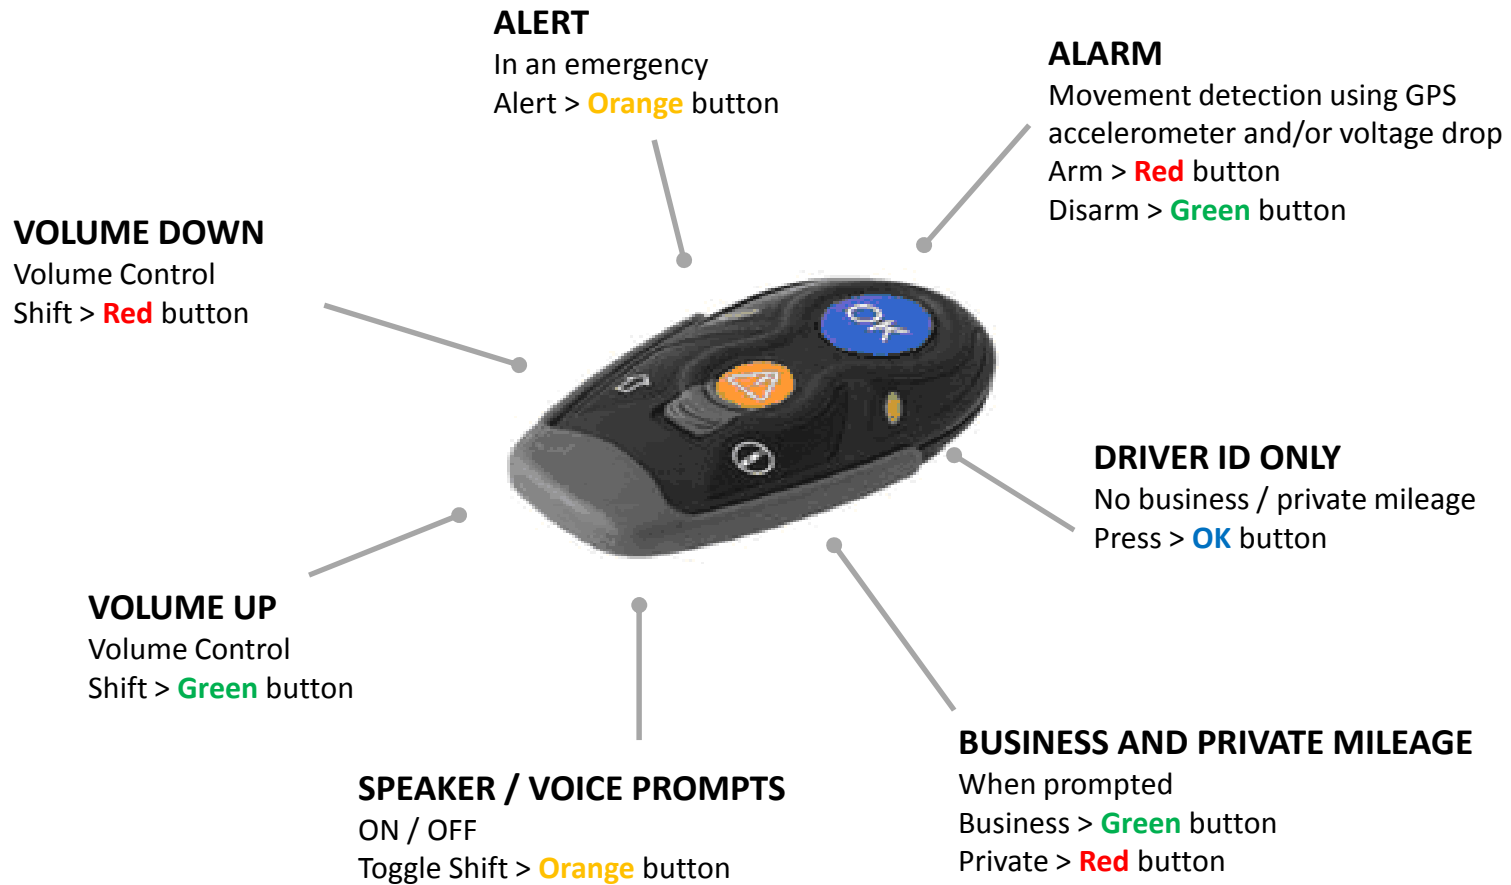 ALERT
In an emergency
Alert > Orange button
ALARM
Movement detection using GPS
accelerometer and/or voltage drop
Arm > Red button
Disarm > Green button
VOLUME DOWN
Volume Control
Shift > Red button
OK
DRIVER ID ONLY
No business / private mileage
Press > OK button
VOLUME UP
Volume Control
Shift > Green button
SPEAKER / VOICE PROMPTS
ON / OFF
Toggle Shift > Orange button
BUSINESS AND PRIVATE MILEAGE
When prompted
Business > Green button
Private > Red button